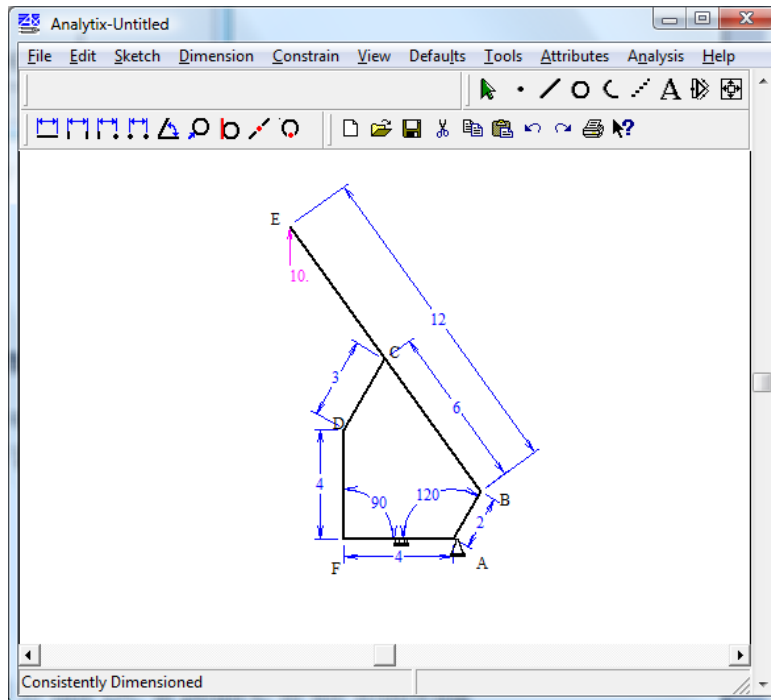 Analytix-Untitled
File Edit Sketch Dimension Constrain View Defaults Tools Attributes Analysis Help
A
E
10.
12
C
3
6
D
4
90
120
B
2
4
F
A
Consistently Dimensioned